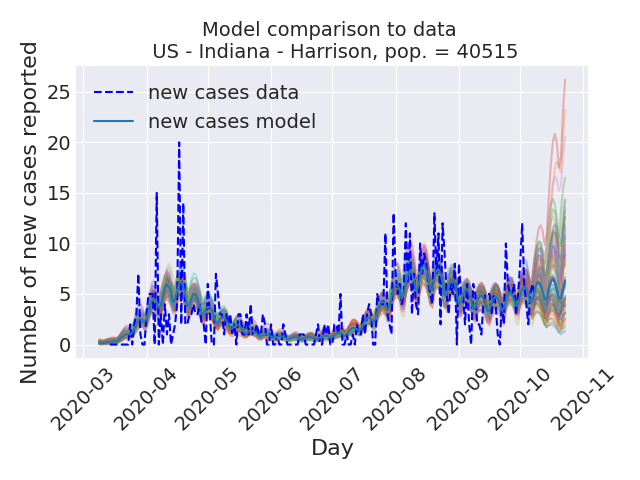 Model comparison to data
US - Indiana - Harrison, pop. = 40515
Number of new cases reported
25
20
15
10
5
0
new cases data
new cases model
2020-03
2020-04
2020-05
2020-06
2020-07
2020-08
2020-09
2020-10
2020-11
Day